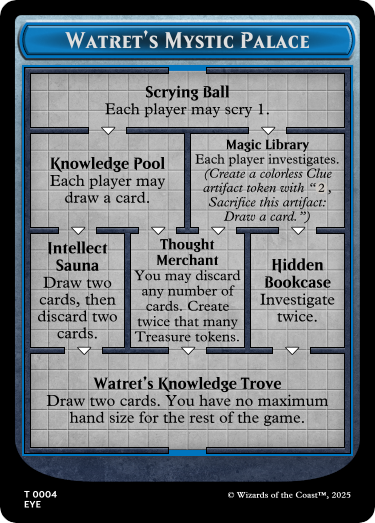 Watret's Mystic Palace
Scrying Ball
Each player may scry 1.
Knowledge Pool
Each player may
draw a card.
Magic Library
Each player investigates.
(Create a colorless Clue
artifact token with "2,
Sacrifice this artifact:
Draw a card.")
Intellect
Sauna
Draw two
cards, then
discard two
cards.
Thought
Merchant
You may discard
any number of
cards. Create
twice that many
Treasure tokens.
Hidden
Bookcase
Investigate
twice.
Watret's Knowledge Trove
Draw two cards. You have no maximum
hand size for the rest of the game.
T 0004
EYE
© Wizards of the Coast™, 2025